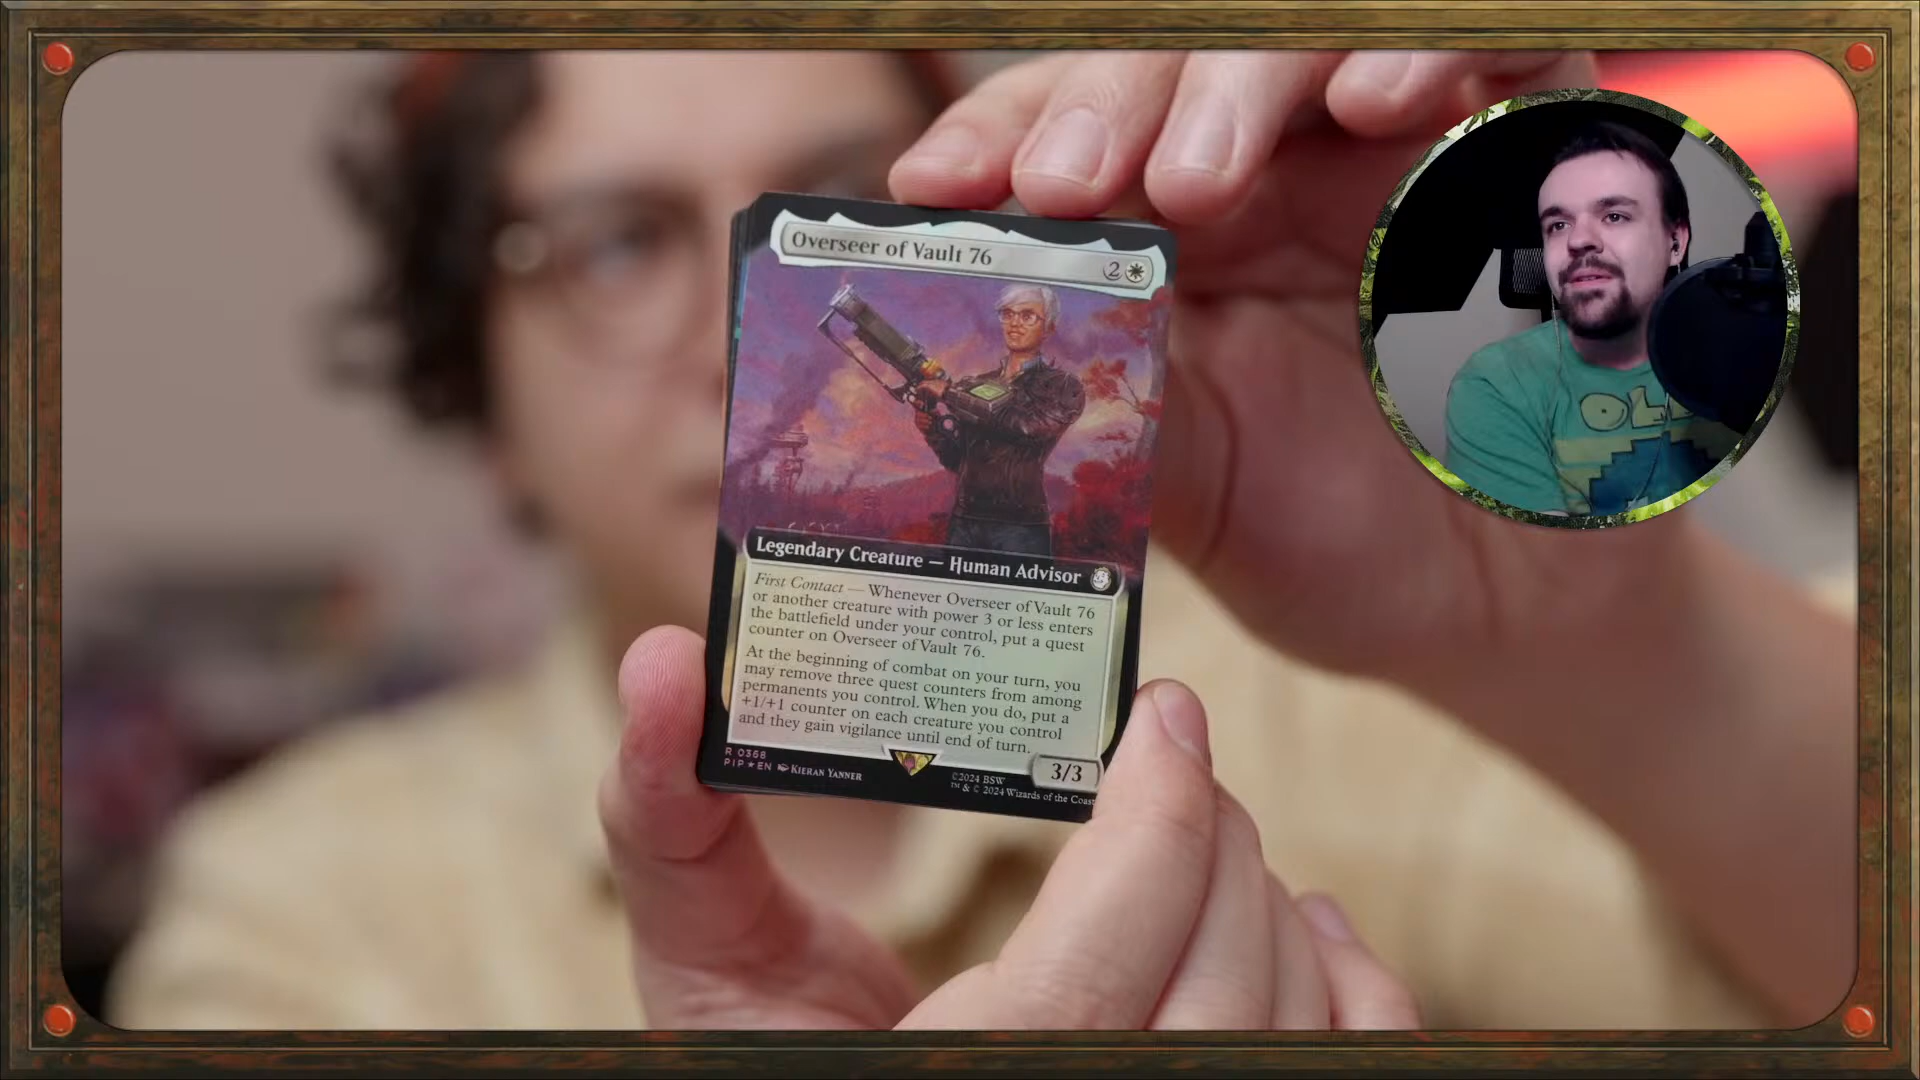 Overseer of Vault 76
2
Legendary Creature — Human Advisor
First Contact — Whenever Overseer of Vault 76
or another creature with power 3 or less enters
the battlefield under your control, put a quest
counter on Overseer of Vault 76.
At the beginning of combat on your turn, you
may remove three quest counters from among
permanents you control. When you do, put a
+1/+1 counter on each creature you control
and they gain vigilance until end of turn.
3/3
R 0368
PIP★EN KIERAN YANNER
©2024 BSW
™ & © 2024 Wizards of the Coast